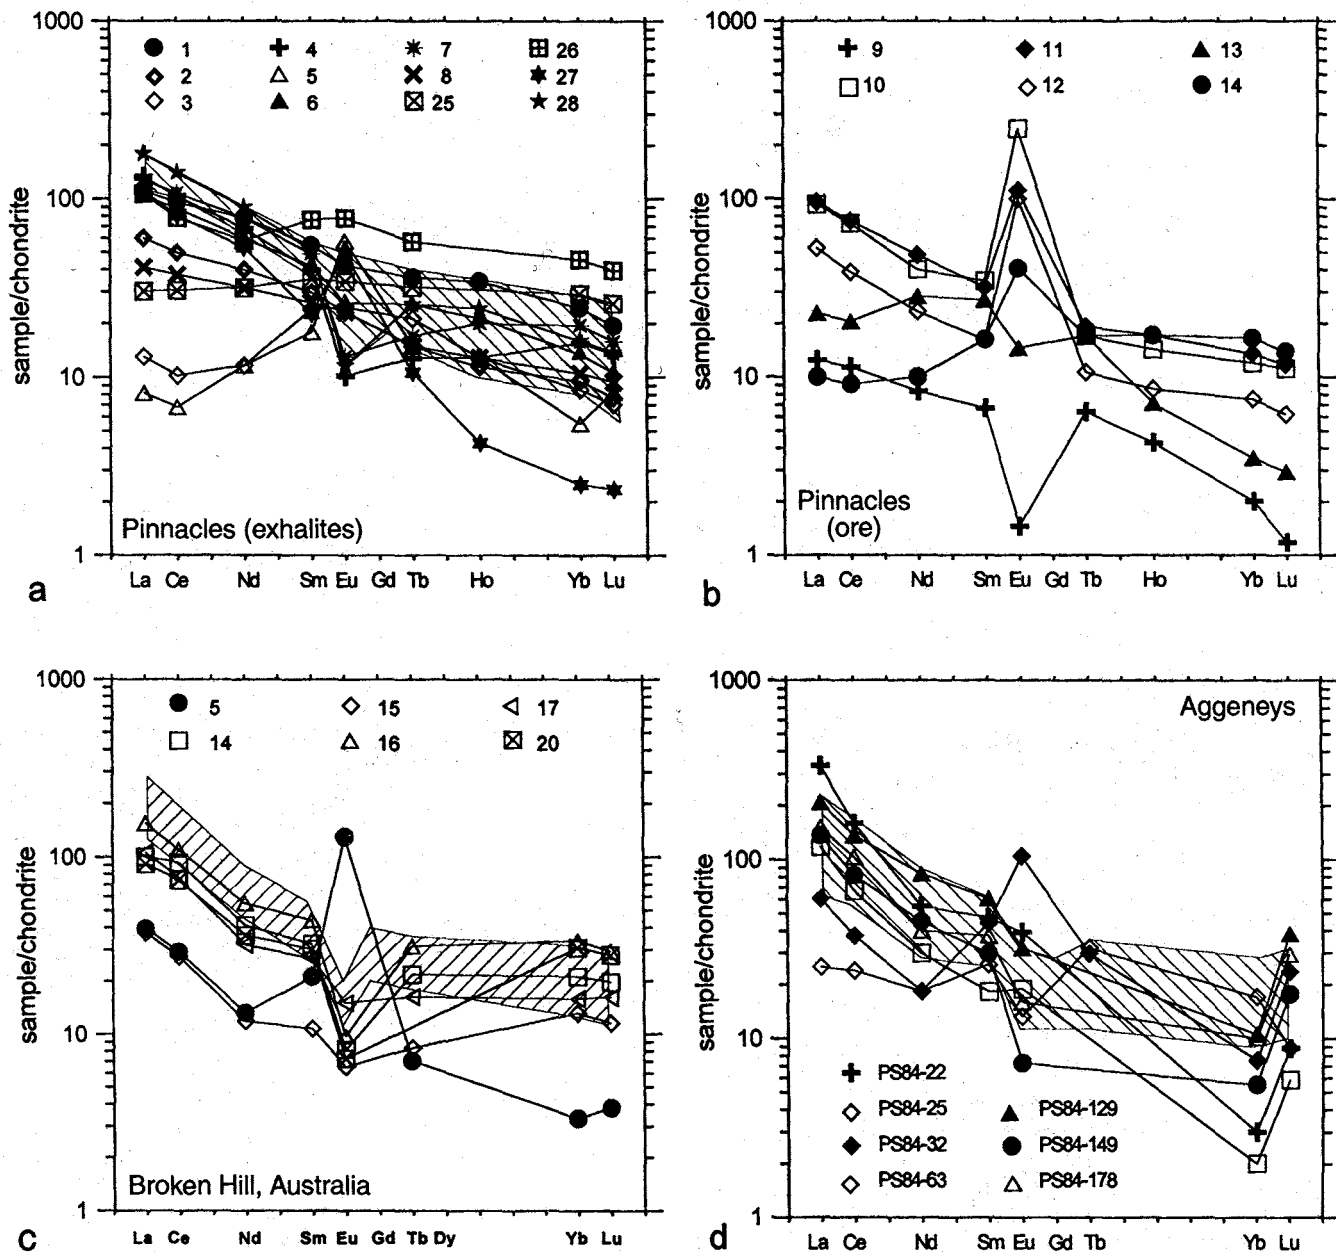 1000
100
10
1
sample/chondrite
1 4 7 26
2 5 8 27
3 6 25 28
Pinnacles (exhalites)
La Ce Nd Sm Eu Gd Tb Ho Yb Lu
a
1000
100
10
1
sample/chondrite
9 11 13
10 12 14
Pinnacles
(ore)
La Ce Nd Sm Eu Gd Tb Ho Yb Lu
b
1000
100
10
1
sample/chondrite
5 15 17
14 16 20
Broken Hill, Australia
La Ce Nd Sm Eu Gd Tb Dy Yb Lu
c
1000
100
10
1
sample/chondrite
Aggeneys
PS84-22
PS84-25 PS84-129
PS84-32 PS84-149
PS84-63 PS84-178
La Ce Nd Sm Eu Gd Tb Yb Lu
d